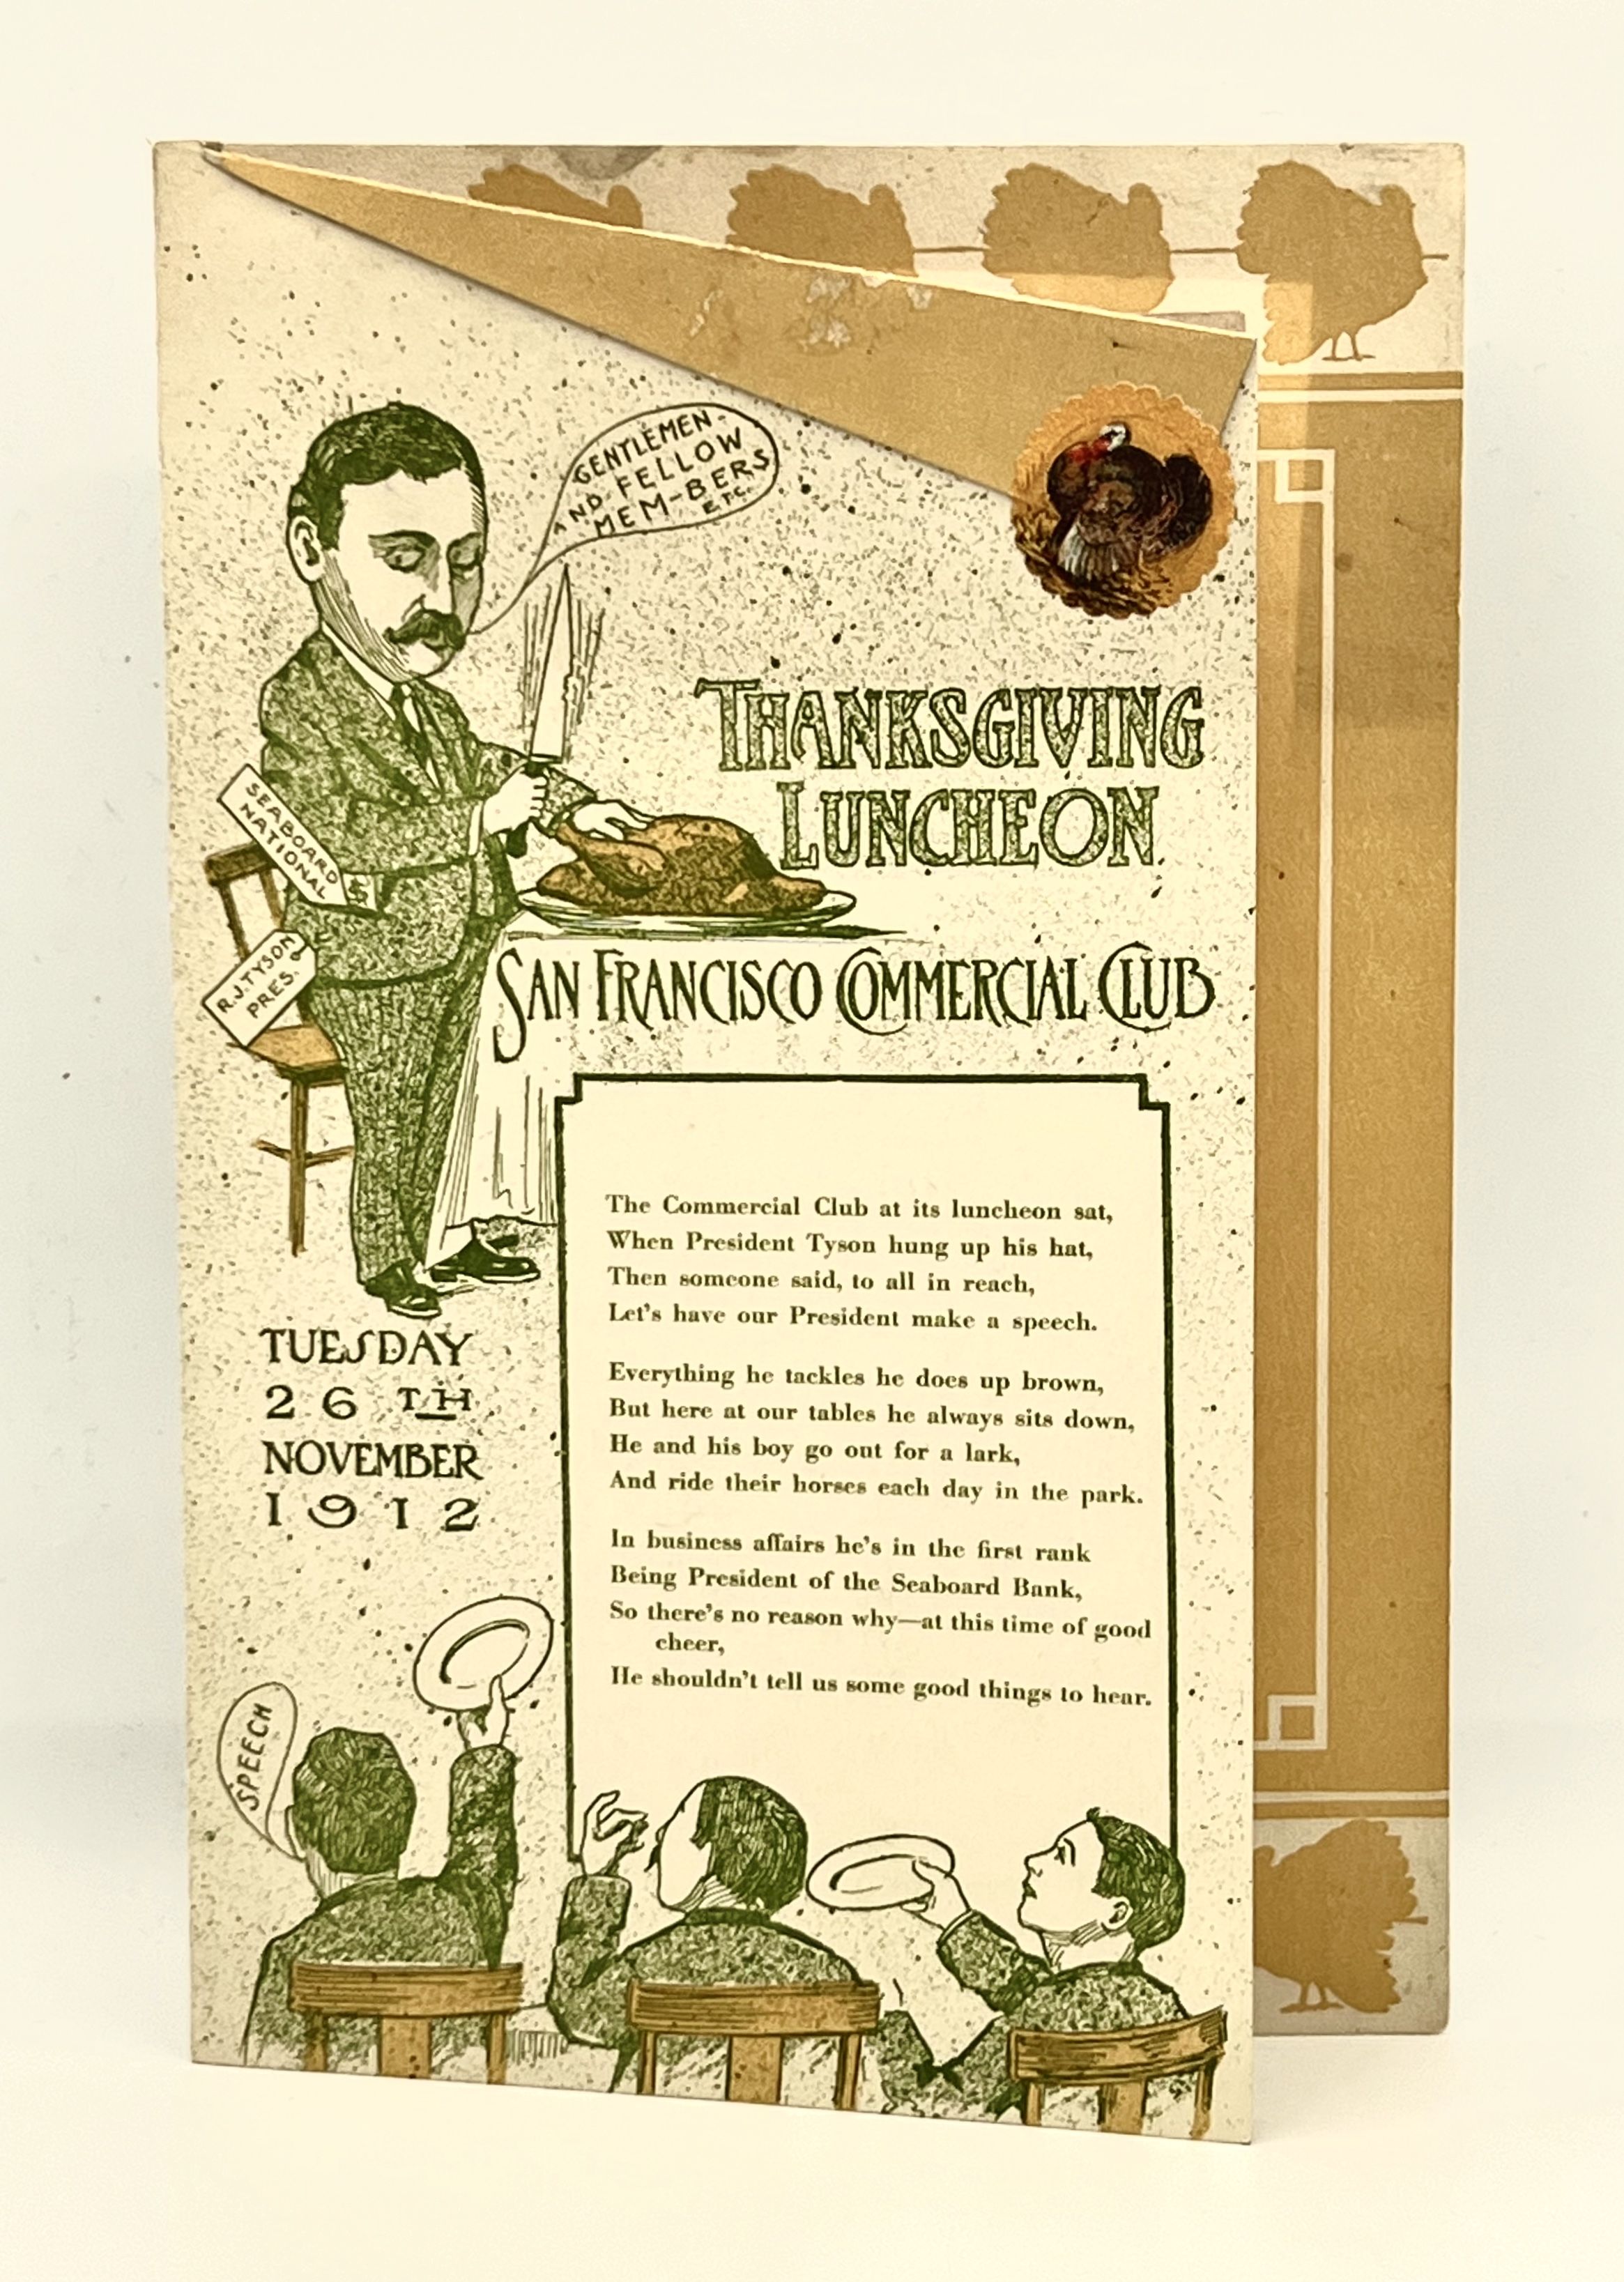 GENTLEMEN -
AND FELLOW
MEM-BERS
ETC.
THANKSGIVING
LUNCHEON
SEABOARD
NATIONAL
$
R.J. TYSON
PRES.
SAN FRANCISCO COMMERCIAL CLUB
The Commercial Club at its luncheon sat,
When President Tyson hung up his hat,
Then someone said, to all in reach,
Let's have our President make a speech.
Everything he tackles he does up brown,
But here at our tables he always sits down,
He and his boy go out for a lark,
And ride their horses each day in the park.
In business affairs he's in the first rank
Being President of the Seaboard Bank,
So there's no reason why—at this time of good
cheer,
He shouldn't tell us some good things to hear.
TUESDAY
26TH
NOVEMBER
1912
SPEECH